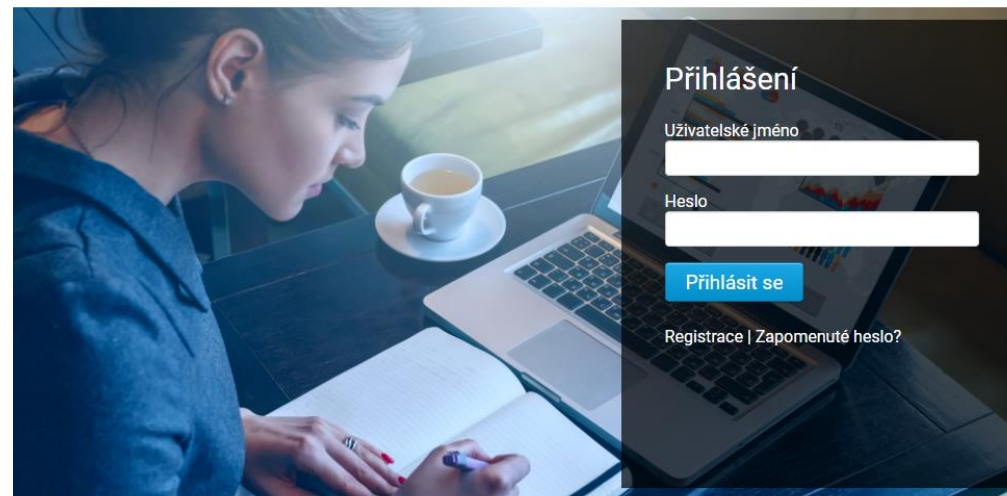 Přihlášení
Uživatelské jméno
Heslo
Přihlásit se
Registrace | Zapomenuté heslo?